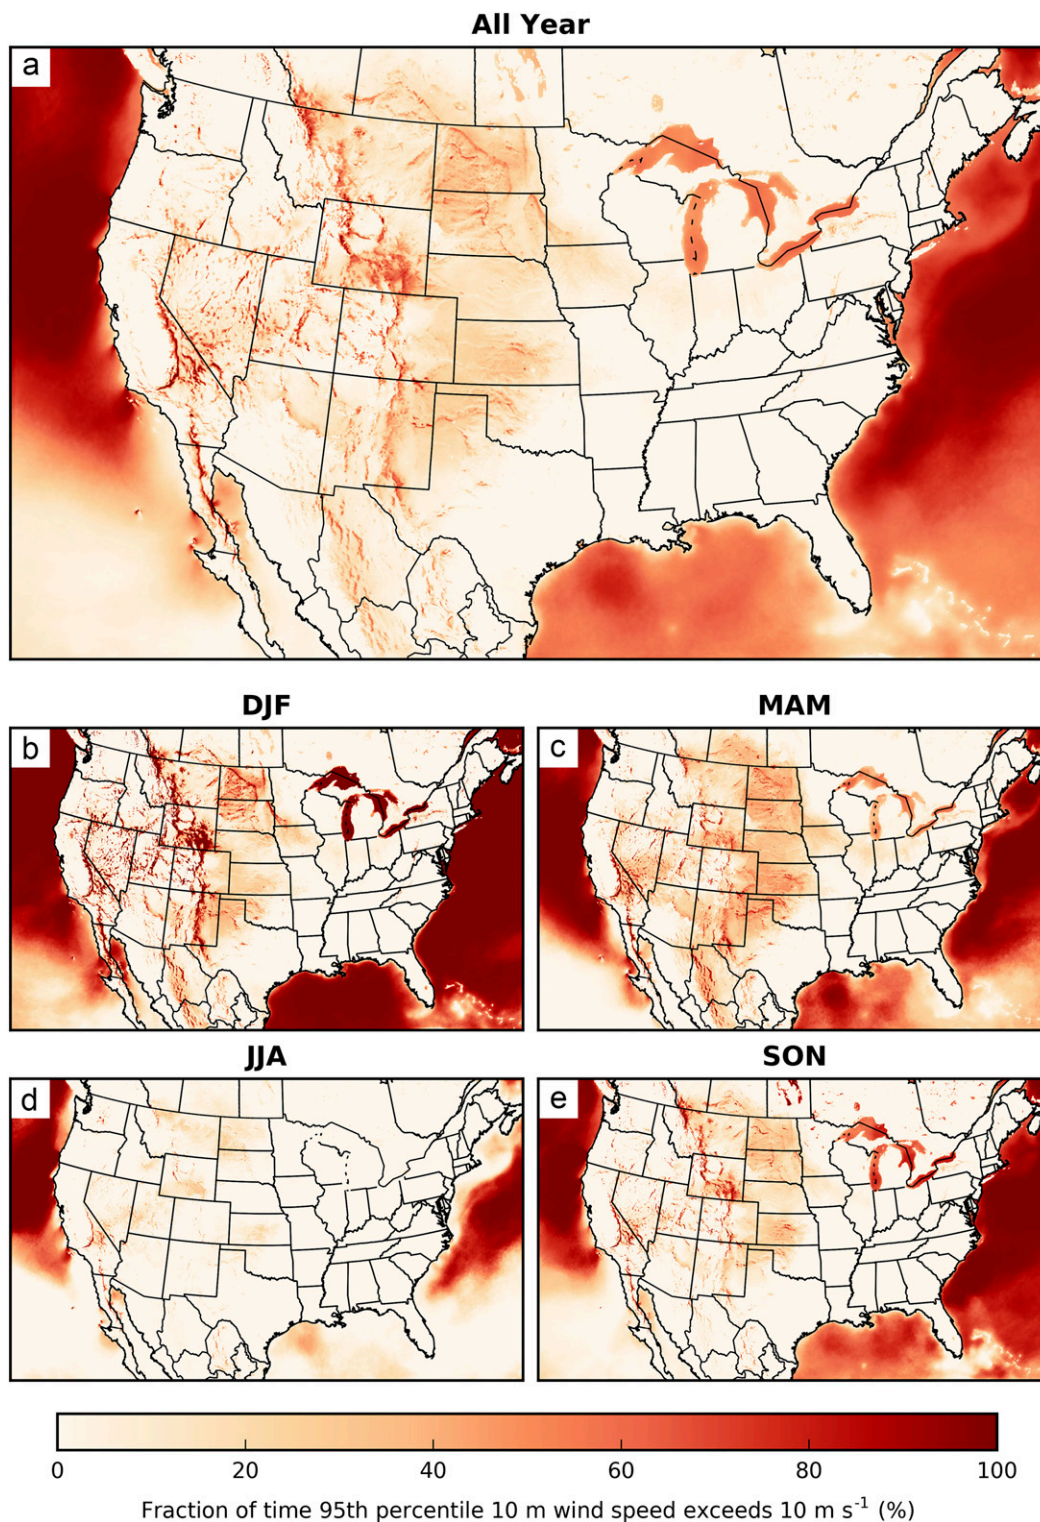 All Year
a
DJF
MAM
b
c
JJA
SON
d
e
0 20 40 60 80 100
Fraction of time 95th percentile 10 m wind speed exceeds 10 m s⁻¹ (%)